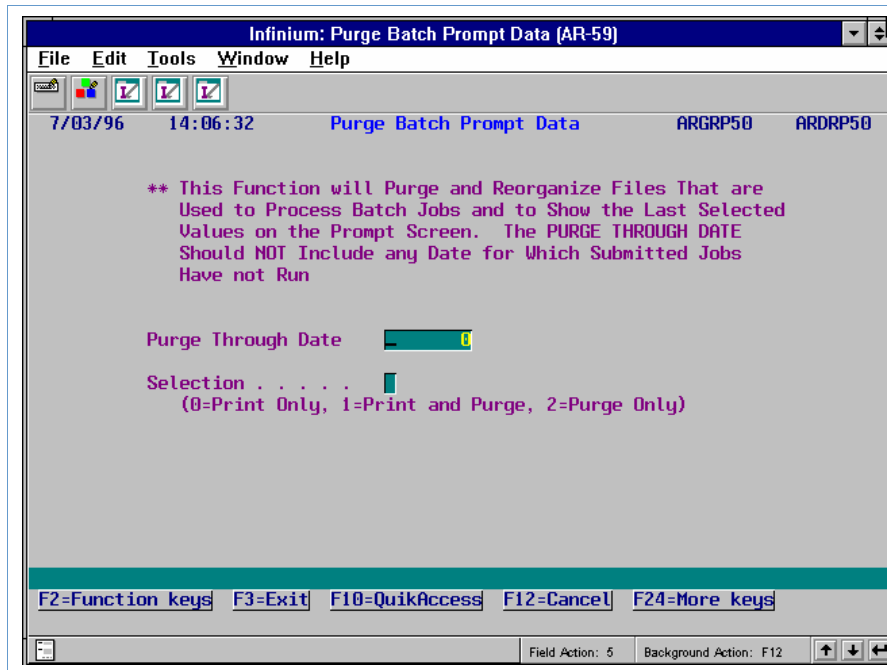 Infinium: Purge Batch Prompt Data (AR-59)
File Edit Tools Window Help
7/03/96 14:06:32 Purge Batch Prompt Data ARGRP50 ARDRP50
** This Function will Purge and Reorganize Files That are
Used to Process Batch Jobs and to Show the Last Selected
Values on the Prompt Screen. The PURGE THROUGH DATE
Should NOT Include any Date for Which Submitted Jobs
Have not Run
Purge Through Date _ 0
Selection . . . . .
(0=Print Only, 1=Print and Purge, 2=Purge Only)
F2=Function keys F3=Exit F10=QuikAccess F12=Cancel F24=More keys
Field Action: 5 Background Action: F12